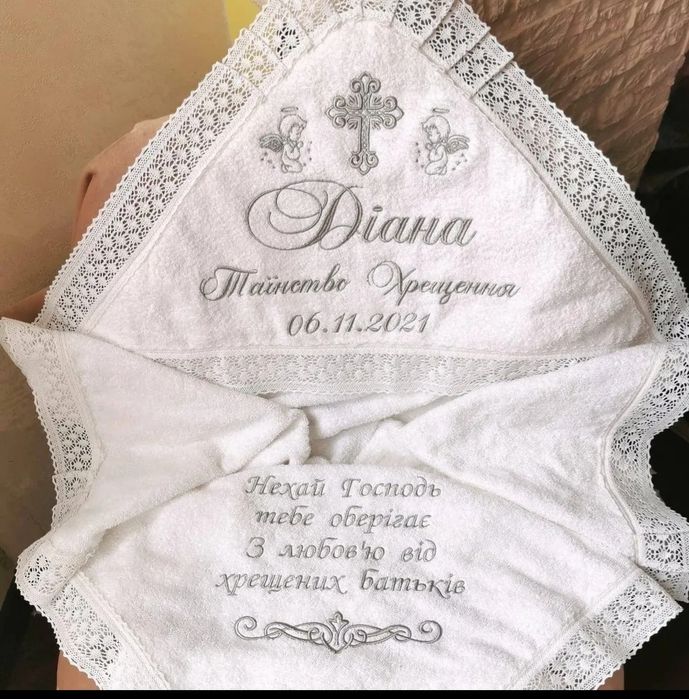 Діана
Таїнство Хрещення
06.11.2021
Нехай Господь
тебе оберігає
З любов'ю від
хрещених батьків